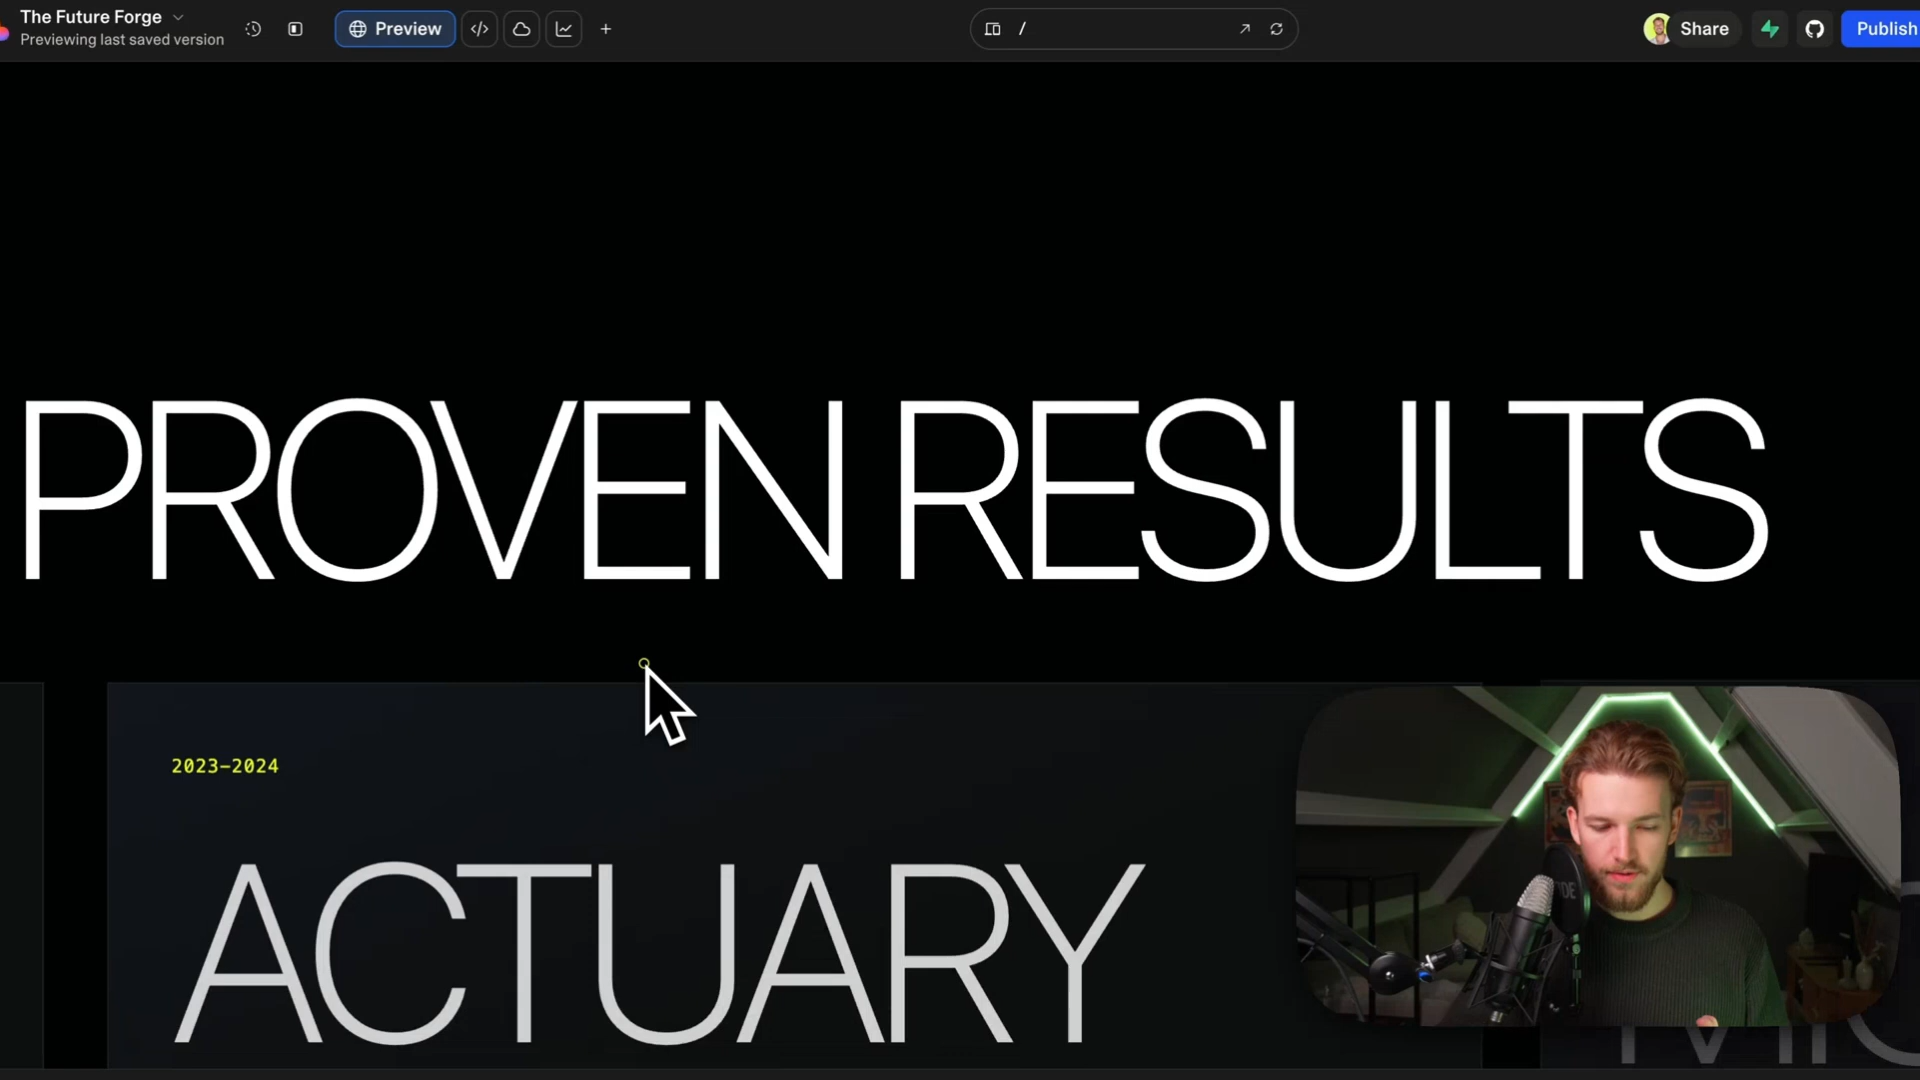 The Future Forge
Previewing last saved version
Preview
/
Share
Publish
PROVEN RESULTS
2023–2024
ACTUARY